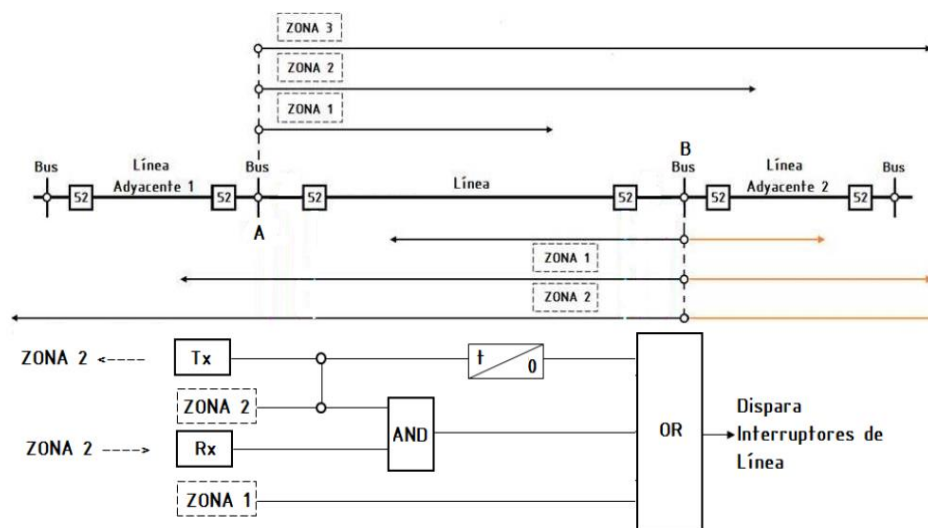 ZONA 3
ZONA 2
ZONA 1
B
Bus
Línea
Adyacente 1
Bus
Línea
Bus
Línea
Adyacente 2
Bus
52
52
52
52
52
52
A
ZONA 1
ZONA 2
ZONA 2
Tx
t
0
ZONA 2
AND
OR
Dispara
Interruptores de
Línea
ZONA 2
Rx
ZONA 1